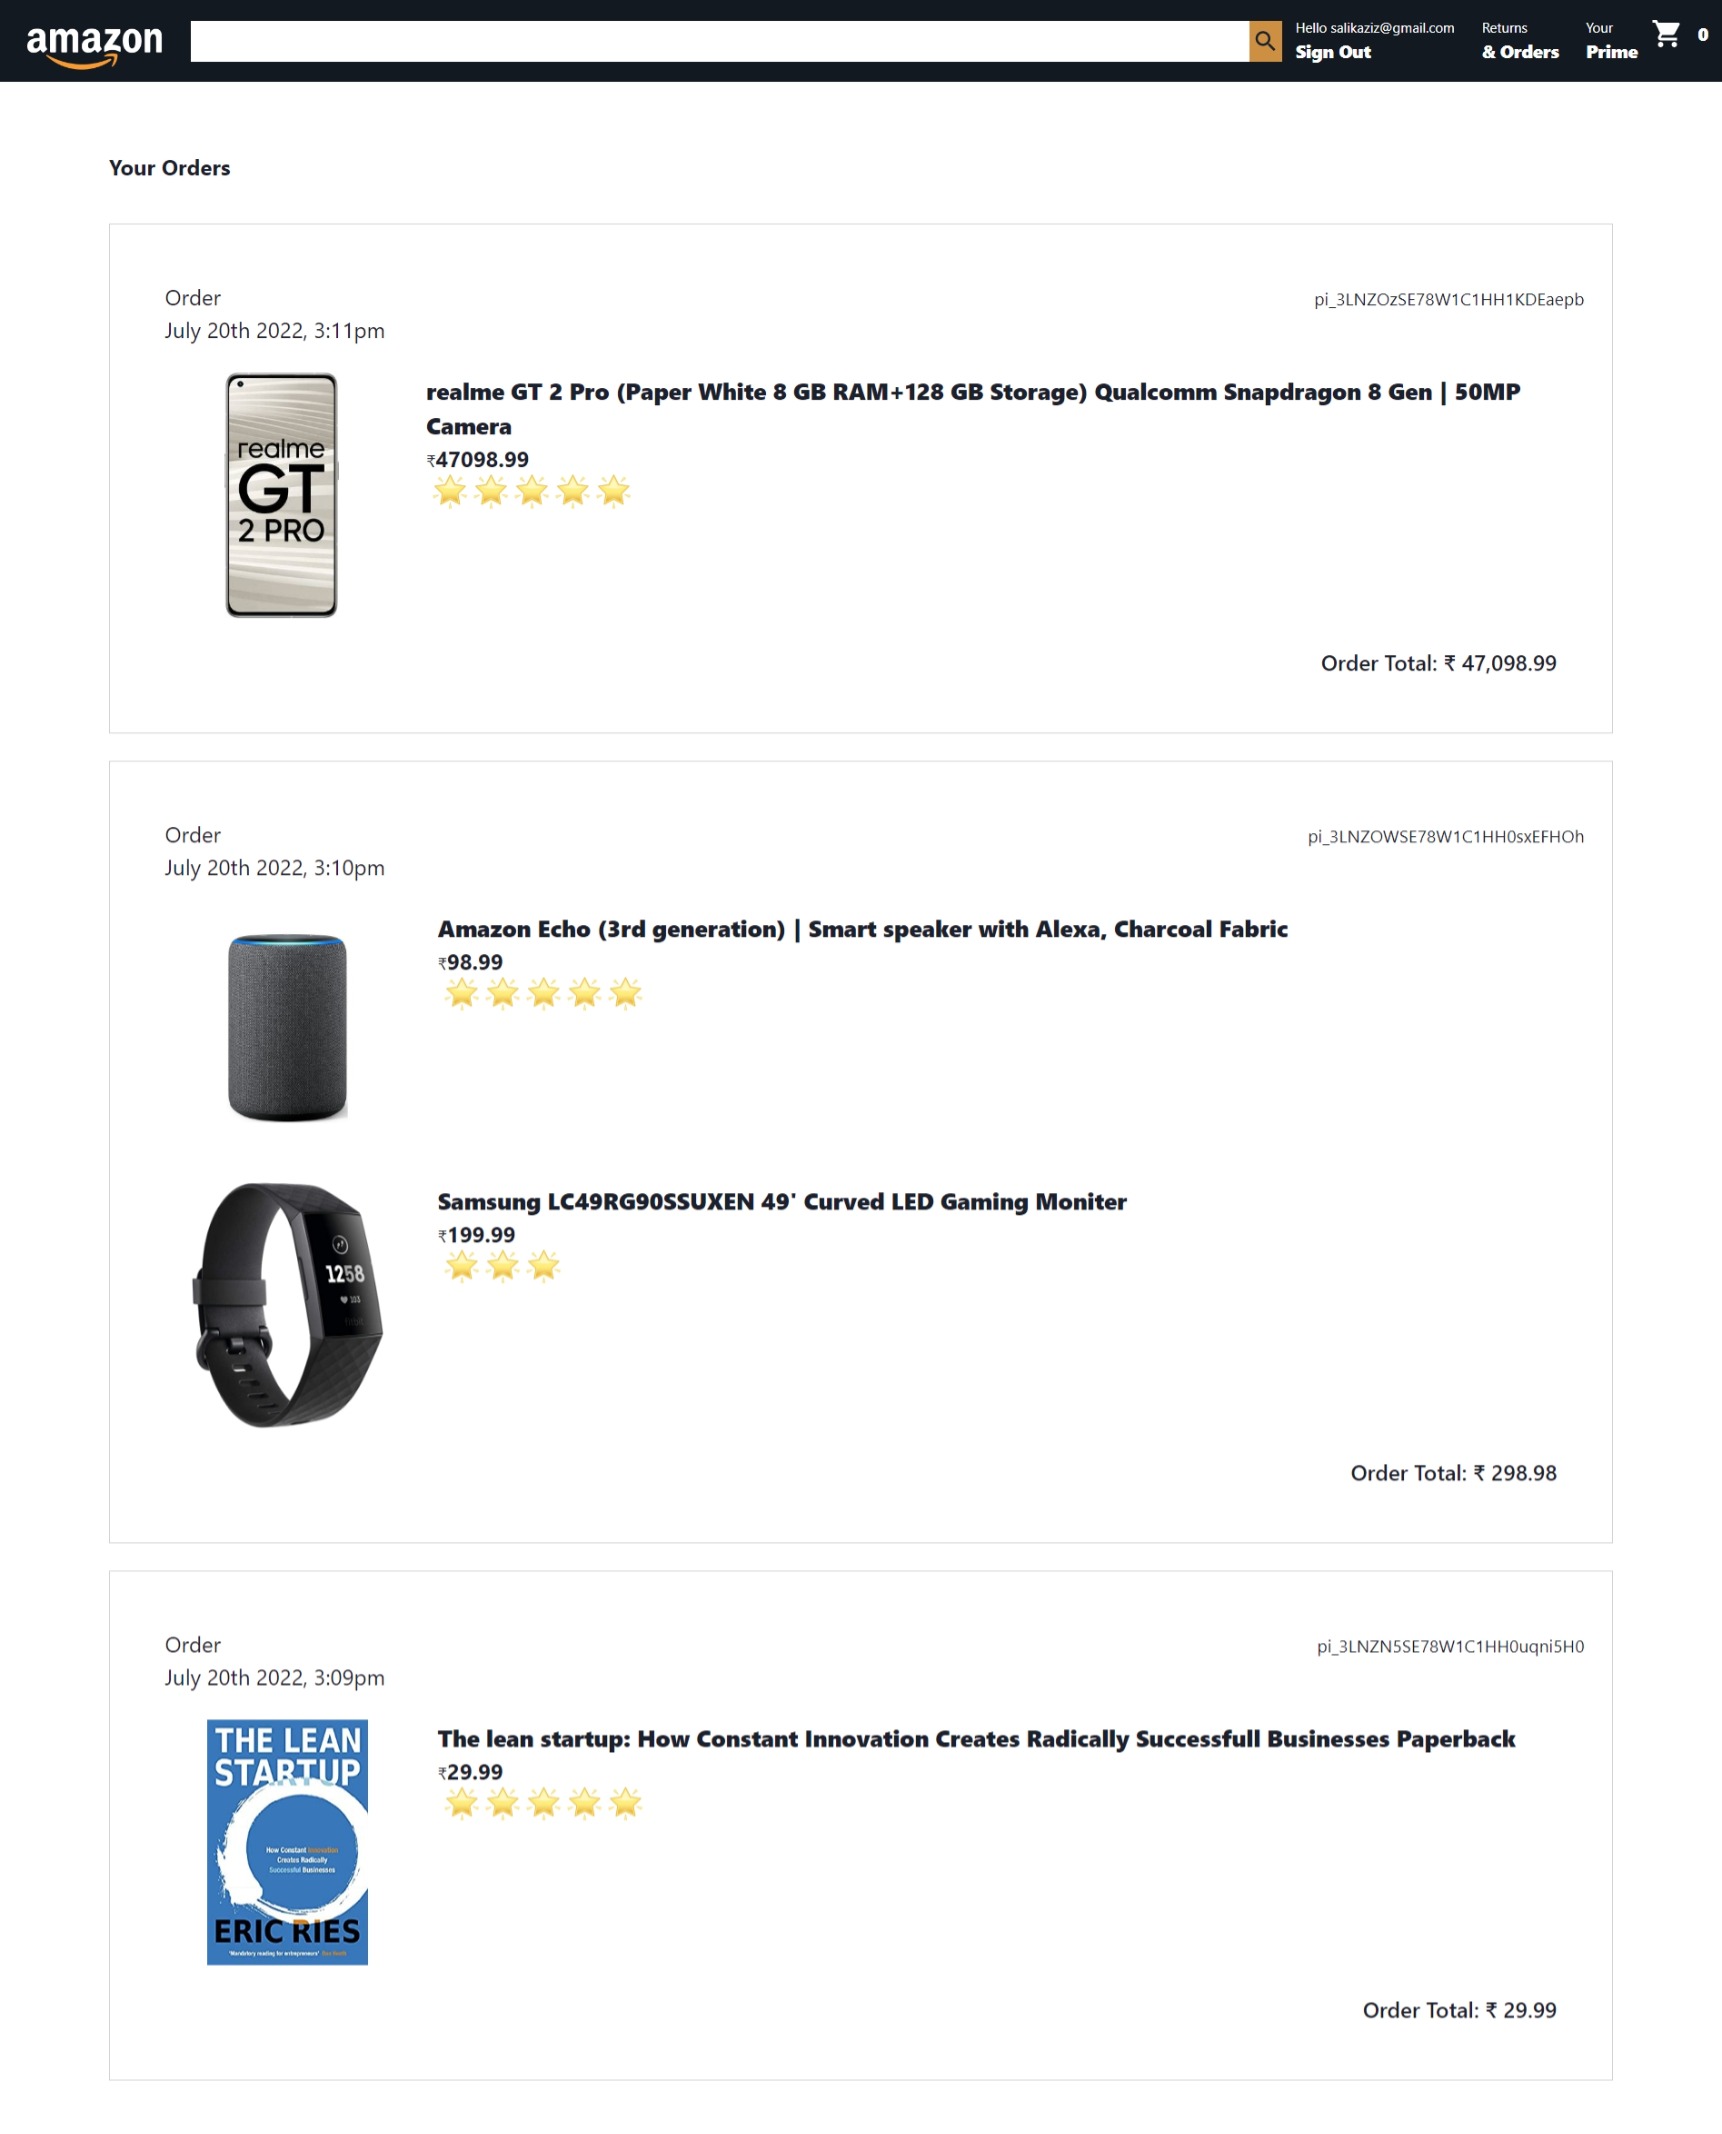 amazon
Hello salikaziz@gmail.com
Sign Out
Returns
& Orders
Your
Prime
0
Your Orders
Order
pi_3LNZOzSE78W1C1HH1KDEaepb
July 20th 2022, 3:11pm
realme
GT
2 PRO
realme GT 2 Pro (Paper White 8 GB RAM+128 GB Storage) Qualcomm Snapdragon 8 Gen | 50MP
Camera
₹47098.99
Order Total: ₹ 47,098.99
Order
pi_3LNZOWSE78W1C1HH0sxEFHOh
July 20th 2022, 3:10pm
Amazon Echo (3rd generation) | Smart speaker with Alexa, Charcoal Fabric
₹98.99
Samsung LC49RG90SSUXEN 49' Curved LED Gaming Moniter
₹199.99
1258
103
fitbit
Order Total: ₹ 298.98
Order
pi_3LNZN5SE78W1C1HH0uqni5H0
July 20th 2022, 3:09pm
THE LEAN
STARTUP
How Constant Innovation
Creates Radically
Successful Businesses
ERIC RIES
'Mandatory reading for entrepreneurs'
The lean startup: How Constant Innovation Creates Radically Successfull Businesses Paperback
₹29.99
Order Total: ₹ 29.99